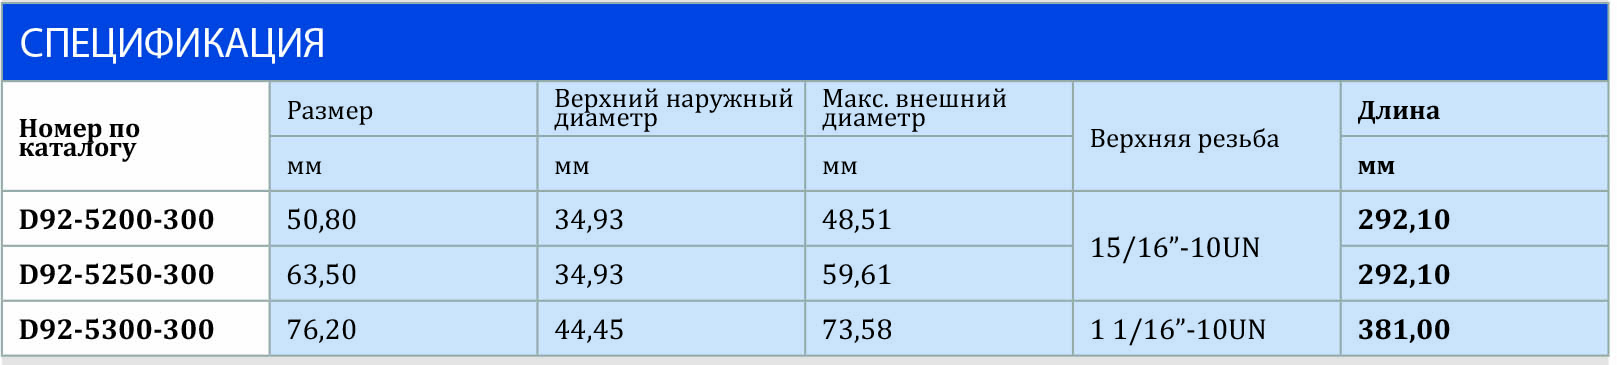 СПЕЦИФИКАЦИЯ
Номер по
каталогу
Размер
Верхний наружный
диаметр
Макс. внешний
диаметр
Верхняя резьба
Длина
мм
мм
мм
мм
D92-5200-300
50,80
34,93
48,51
15/16”-10UN
292,10
D92-5250-300
63,50
34,93
59,61
292,10
D92-5300-300
76,20
44,45
73,58
1 1/16”-10UN
381,00